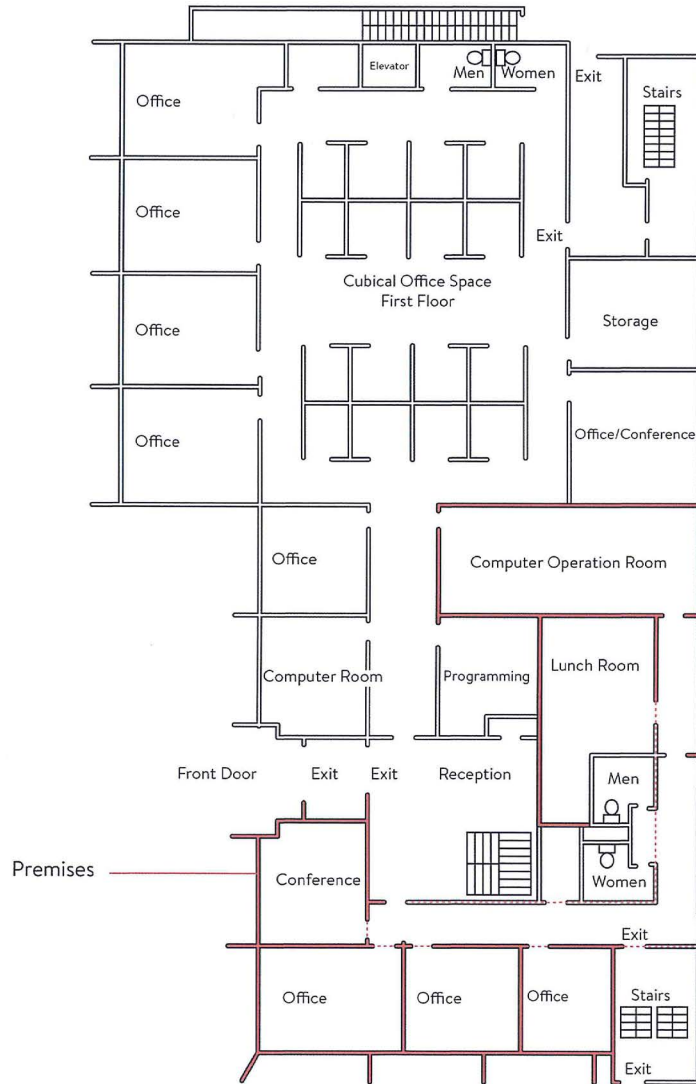 Elevator
Men
Women
Exit
Stairs
Office
Office
Exit
Cubical Office Space
First Floor
Storage
Office
Office
Office/Conference
Office
Computer Operation Room
Computer Room
Programming
Lunch Room
Front Door
Exit
Exit
Reception
Men
Premises
Conference
Women
Exit
Office
Office
Office
Stairs
Exit